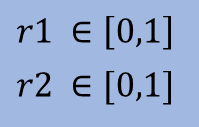 r1 ∈ [0,1]
r2 ∈ [0,1]